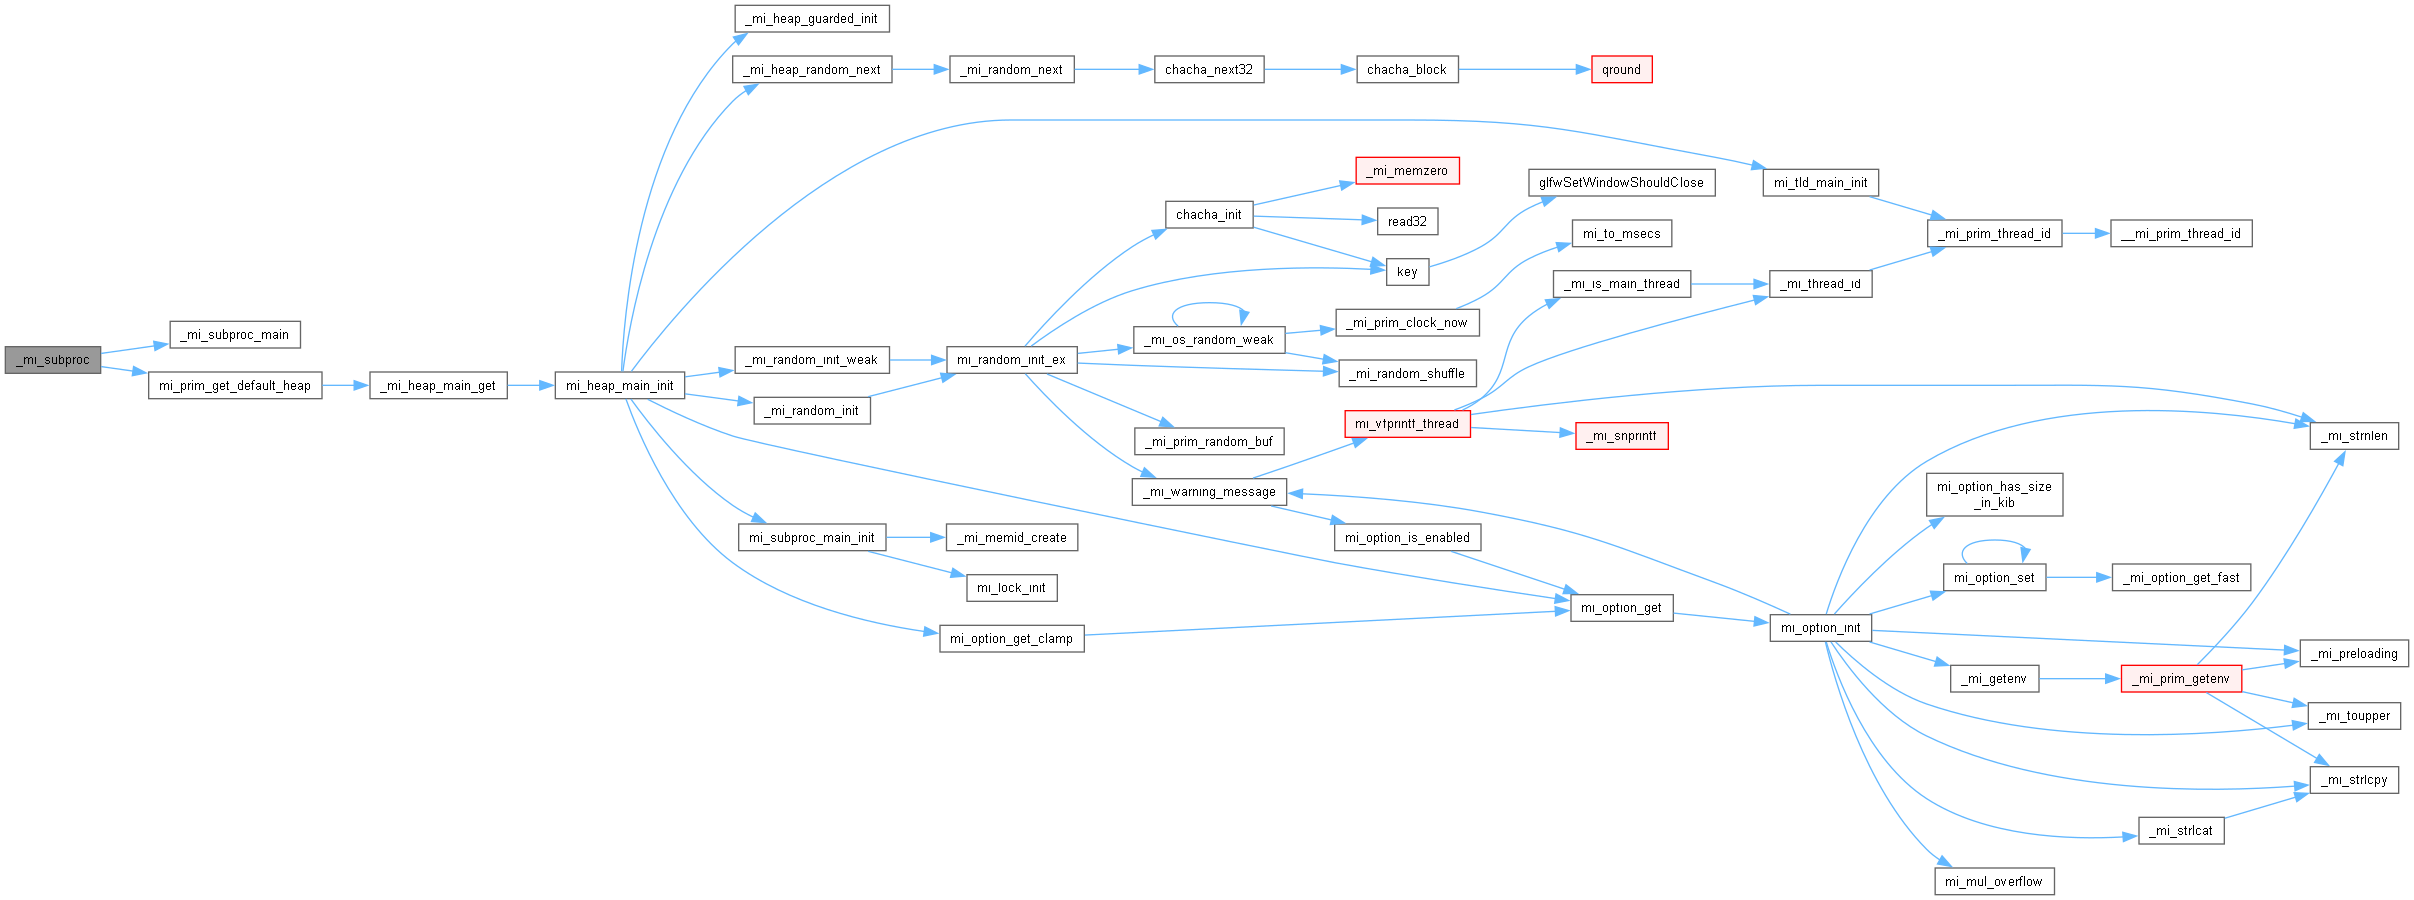 _mi_heap_guarded_init
_mi_heap_random_next
_mi_random_next
chacha_next32
chacha_block
qround
_mi_memzero
glfwSetWindowShouldClose
mi_tld_main_init
chacha_init
read32
mi_to_msecs
_mi_prim_thread_id
__mi_prim_thread_id
key
_mi_is_main_thread
_mi_thread_id
_mi_subproc_main
_mi_os_random_weak
_mi_prim_clock_now
_mi_subproc
mi_prim_get_default_heap
_mi_heap_main_get
mi_heap_main_init
_mi_random_init_weak
mi_random_init_ex
_mi_random_shuffle
_mi_random_init
mi_vfprintf_thread
_mi_snprintf
_mi_strnlen
_mi_prim_random_buf
_mi_warning_message
mi_option_has_size
_in_kib
mi_subproc_main_init
_mi_memid_create
mi_option_is_enabled
mi_option_set
_mi_option_get_fast
mi_lock_init
mi_option_get
mi_option_init
mi_option_get_clamp
_mi_preloading
_mi_getenv
_mi_prim_getenv
_mi_toupper
_mi_strlcpy
_mi_strlcat
mi_mul_overflow